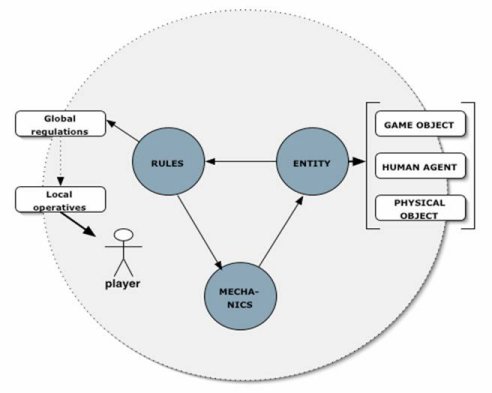 Global
regulations
Local
operatives
player
RULES
ENTITY
MECHA-
NICS
GAME OBJECT
HUMAN AGENT
PHYSICAL
OBJECT